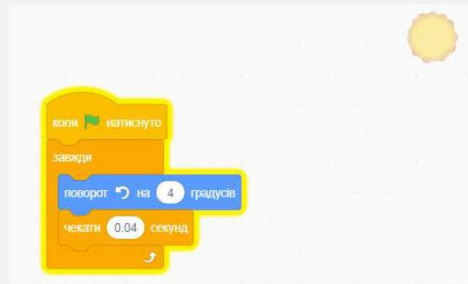 коли натиснуто
завжди
поворот на 4 градусів
чекати 0.04 секунд